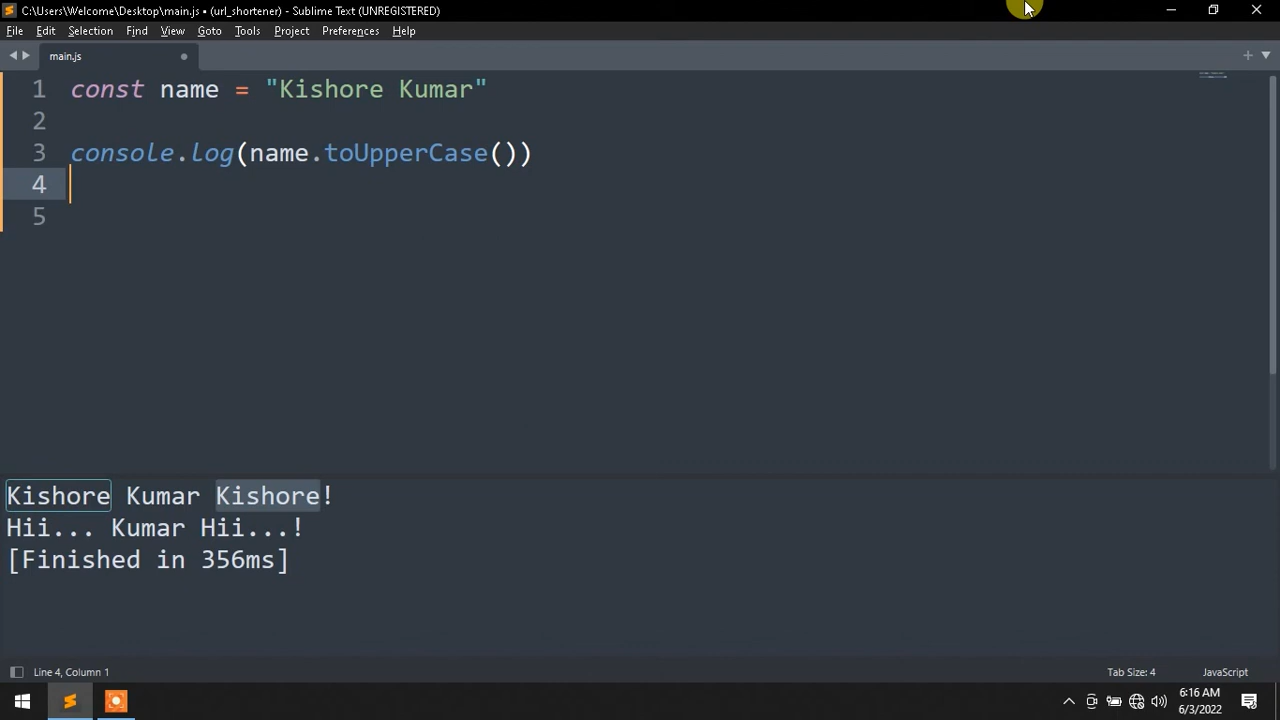 C:\Users\Welcome\Desktop\main.js • (url_shortener) - Sublime Text (UNREGISTERED)
File Edit Selection Find View Goto Tools Project Preferences Help
main.js
1 const name = "Kishore Kumar"
2
3 console.log(name.toUpperCase())
4
5
Kishore Kumar Kishore!
Hii... Kumar Hii...!
[Finished in 356ms]
Line 4, Column 1 Tab Size: 4 JavaScript
6:16 AM
6/3/2022